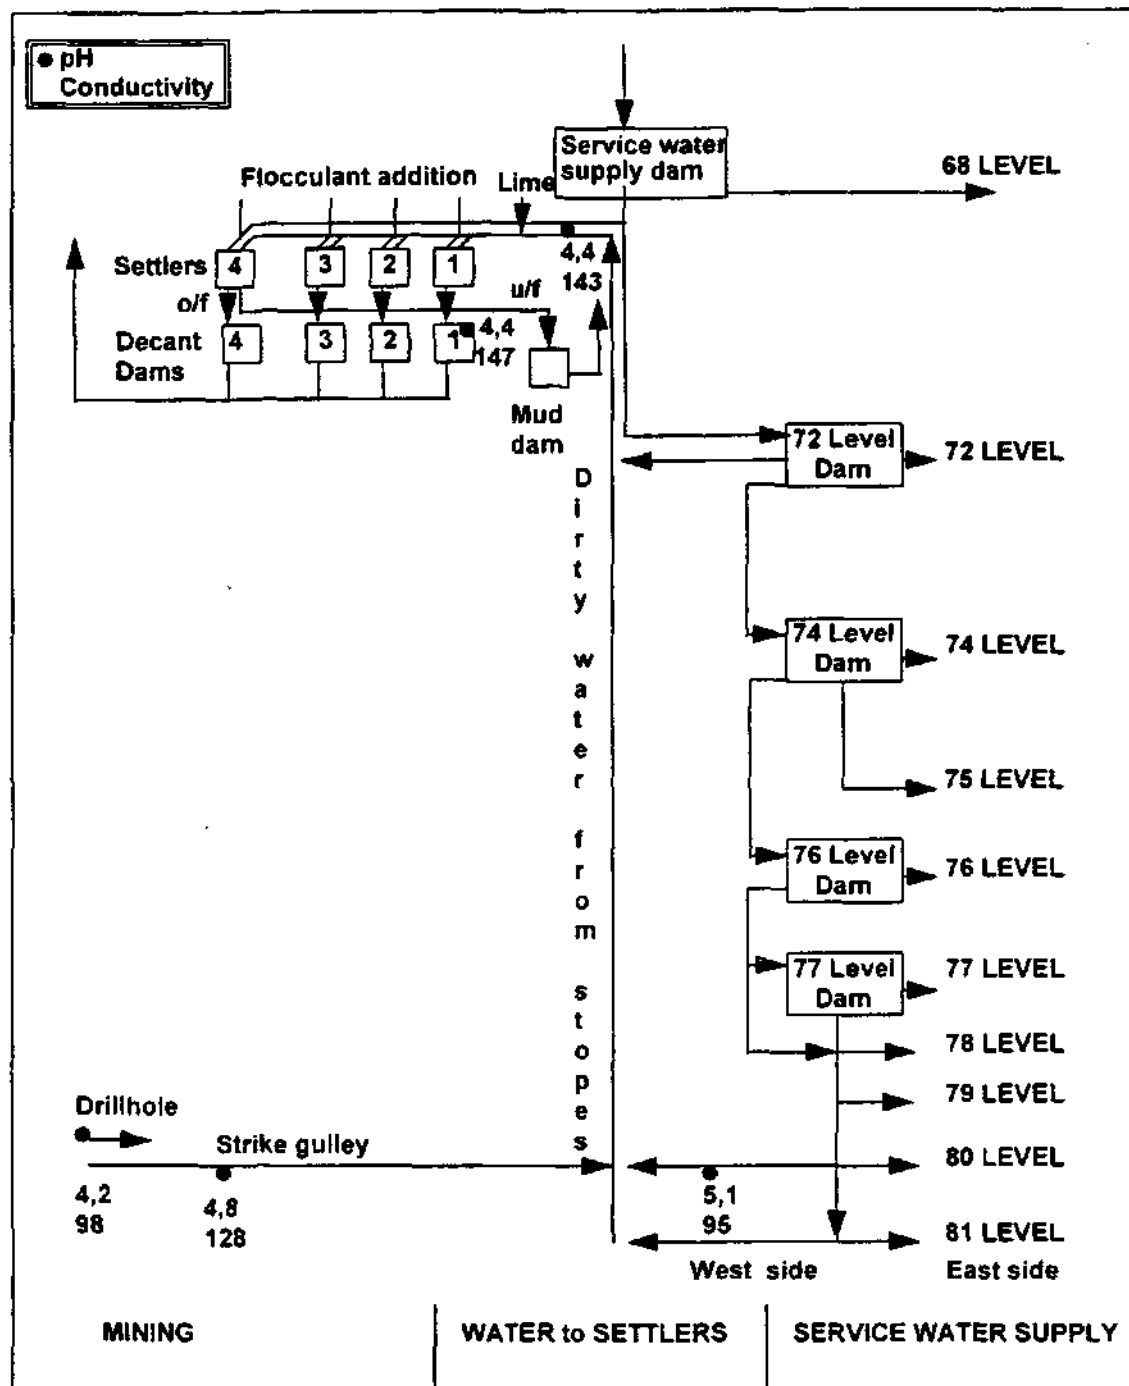 pH
Conductivity
Service water
supply dam
68 LEVEL
Flocculant addition
Lime
4,4
143
Settlers
4
3
2
1
o/f
u/f
Decant
Dams
4
3
2
1
4,4
147
Mud
dam
72 Level
Dam
72 LEVEL
Dirty water from stopes
74 Level
Dam
74 LEVEL
75 LEVEL
76 Level
Dam
76 LEVEL
77 Level
Dam
77 LEVEL
78 LEVEL
79 LEVEL
Drillhole
Strike gulley
80 LEVEL
4,2
98
4,8
128
5,1
95
81 LEVEL
West side
East side
MINING
WATER to SETTLERS
SERVICE WATER SUPPLY